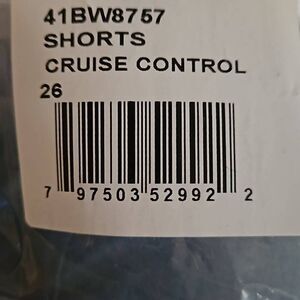 41BW8757
SHORTS
CRUISE CONTROL
26
7 97503 52992 2